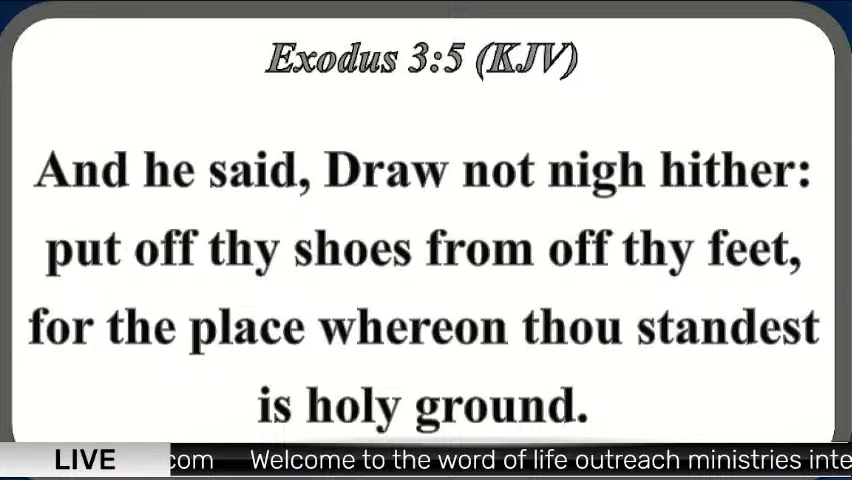 Exodus 3:5 (KJV)
And he said, Draw not nigh hither:
put off thy shoes from off thy feet,
for the place whereon thou standest
is holy ground.
LIVE
.com Welcome to the word of life outreach ministries inte